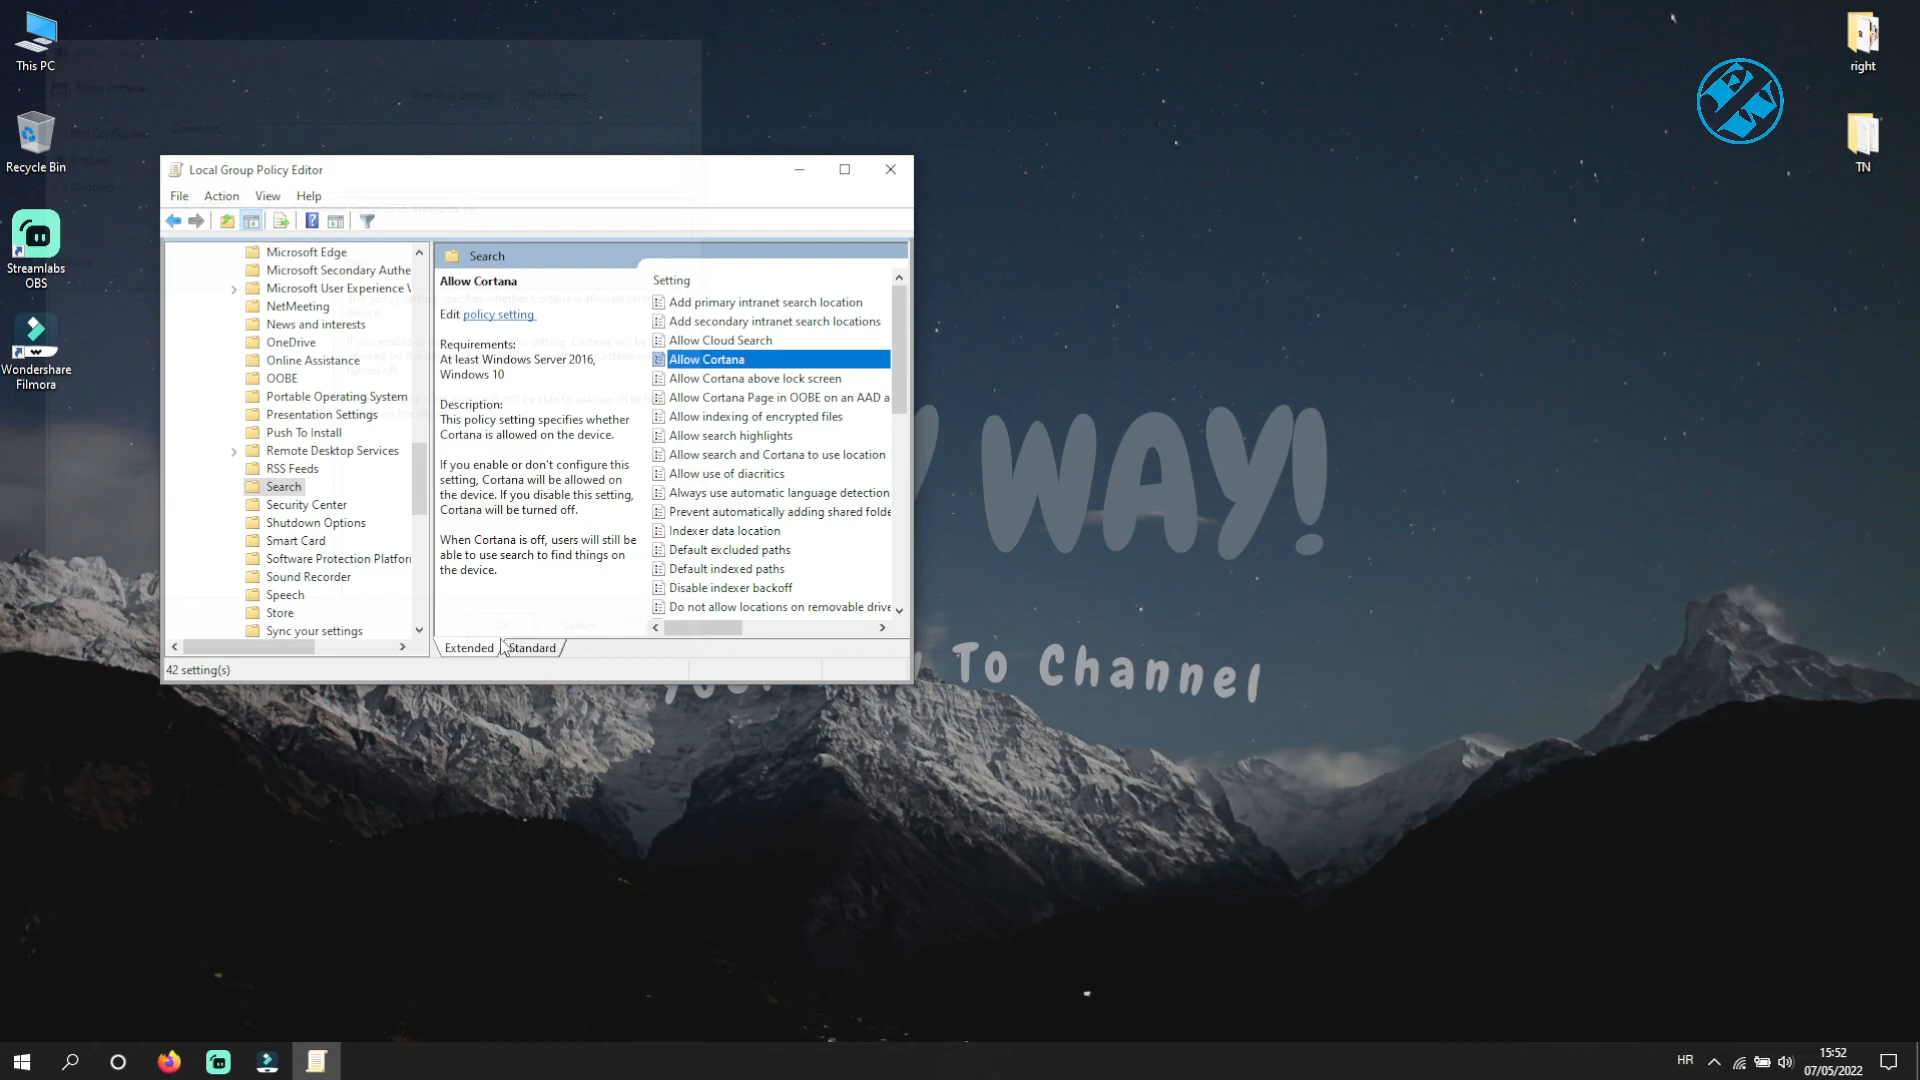 This PC
Recycle Bin
Streamlabs
OBS
Wondershare
Filmora
right
TN
Allow Cortana
Previous Setting
Next Setting
Comment:
Local Group Policy Editor
File
Action
View
Help
Microsoft Edge
Microsoft Secondary Authe
Microsoft User Experience V
NetMeeting
News and interests
OneDrive
Online Assistance
OOBE
Portable Operating System
Presentation Settings
Push To Install
Remote Desktop Services
RSS Feeds
Search
Security Center
Shutdown Options
Smart Card
Software Protection Platforn
Sound Recorder
Speech
Store
Sync your settings
Search
Allow Cortana
Edit policy setting
Requirements:
At least Windows Server 2016,
Windows 10
Description:
This policy setting specifies whether
Cortana is allowed on the device.
If you enable or don't configure this
setting, Cortana will be allowed on
the device. If you disable this setting,
Cortana will be turned off.
When Cortana is off, users will still be
able to use search to find things on
the device.
Setting
Add primary intranet search location
Add secondary intranet search locations
Allow Cloud Search
Allow Cortana
Allow Cortana above lock screen
Allow Cortana Page in OOBE on an AAD a
Allow indexing of encrypted files
Allow search highlights
Allow search and Cortana to use location
Allow use of diacritics
Always use automatic language detection
Prevent automatically adding shared folde
Indexer data location
Default excluded paths
Default indexed paths
Disable indexer backoff
Do not allow locations on removable drive
Extended
Standard
42 setting(s)
WAY!
To Channel
HR
15:52
07/05/2022